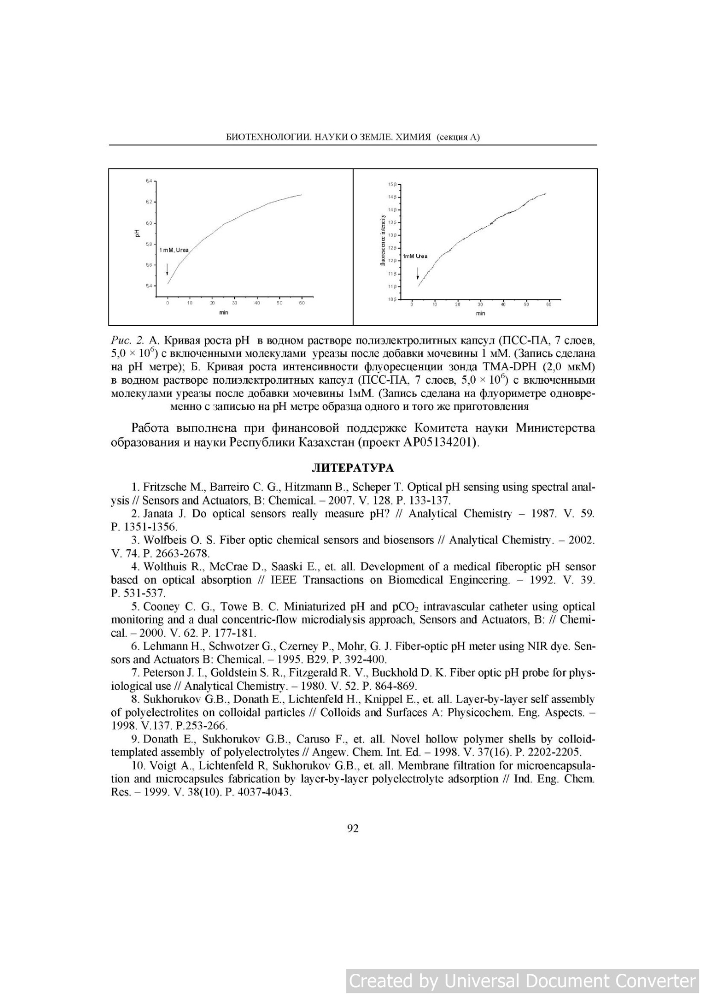 БИОТЕХНОЛОГИИ. НАУКИ О ЗЕМЛЕ. ХИМИЯ (секция А)
6,4
6,2
6,0
5,8
5,6
5,4
pH
1 mM, Urea
0 10 20 30 40 50 60
min
15,0
14,5
14,0
13,5
13,0
12,5
12,0
11,5
11,0
10,5
fluorescence intencity
1mM Urea
0 10 20 30 40 50 60
min
Рис. 2. А. Кривая роста рН в водном растворе полиэлектролитных капсул (ПСС-ПА, 7 слоев,
5,0 × 10⁶) с включенными молекулами уреазы после добавки мочевины 1 мМ. (Запись сделана
на рН метре); Б. Кривая роста интенсивности флуоресценции зонда TMA-DPH (2,0 мкМ)
в водном растворе полиэлектролитных капсул (ПСС-ПА, 7 слоев, 5,0 × 10⁶) с включенными
молекулами уреазы после добавки мочевины 1мМ. (Запись сделана на флуориметре одновре-
менно с записью на рН метре образца одного и того же приготовления
Работа выполнена при финансовой поддержке Комитета науки Министерства
образования и науки Республики Казахстан (проект АР05134201).
ЛИТЕРАТУРА
1. Fritzsche M., Barreiro C. G., Hitzmann B., Scheper T. Optical pH sensing using spectral anal-
ysis // Sensors and Actuators, B: Chemical. – 2007. V. 128. P. 133-137.
2. Janata J. Do optical sensors really measure pH? // Analytical Chemistry – 1987. V. 59.
P. 1351-1356.
3. Wolfbeis O. S. Fiber optic chemical sensors and biosensors // Analytical Chemistry. – 2002.
V. 74. P. 2663-2678.
4. Wolthuis R., McCrae D., Saaski E., et. all. Development of a medical fiberoptic pH sensor
based on optical absorption // IEEE Transactions on Biomedical Engineering. – 1992. V. 39.
P. 531-537.
5. Cooney C. G., Towe B. C. Miniaturized pH and pCO₂ intravascular catheter using optical
monitoring and a dual concentric-flow microdialysis approach, Sensors and Actuators, B: // Chemi-
cal. – 2000. V. 62. P. 177-181.
6. Lehmann H., Schwotzer G., Czerney P., Mohr, G. J. Fiber-optic pH meter using NIR dye. Sen-
sors and Actuators B: Chemical. – 1995. B29. P. 392-400.
7. Peterson J. I., Goldstein S. R., Fitzgerald R. V., Buckhold D. K. Fiber optic pH probe for phys-
iological use // Analytical Chemistry. – 1980. V. 52. P. 864-869.
8. Sukhorukov G.B., Donath E., Lichtenfeld H., Knippel E., et. all. Layer-by-layer self assembly
of polyelectrolites on colloidal particles // Colloids and Surfaces A: Physicochem. Eng. Aspects. –
1998. V.137. P.253-266.
9. Donath E., Sukhorukov G.B., Caruso F., et. all. Novel hollow polymer shells by colloid-
templated assembly of polyelectrolytes // Angew. Chem. Int. Ed. – 1998. V. 37(16). P. 2202-2205.
10. Voigt A., Lichtenfeld R, Sukhorukov G.B., et. all. Membrane filtration for microencapsula-
tion and microcapsules fabrication by layer-by-layer polyelectrolyte adsorption // Ind. Eng. Chem.
Res. – 1999. V. 38(10). P. 4037-4043.
92
Created by Universal Document Converter